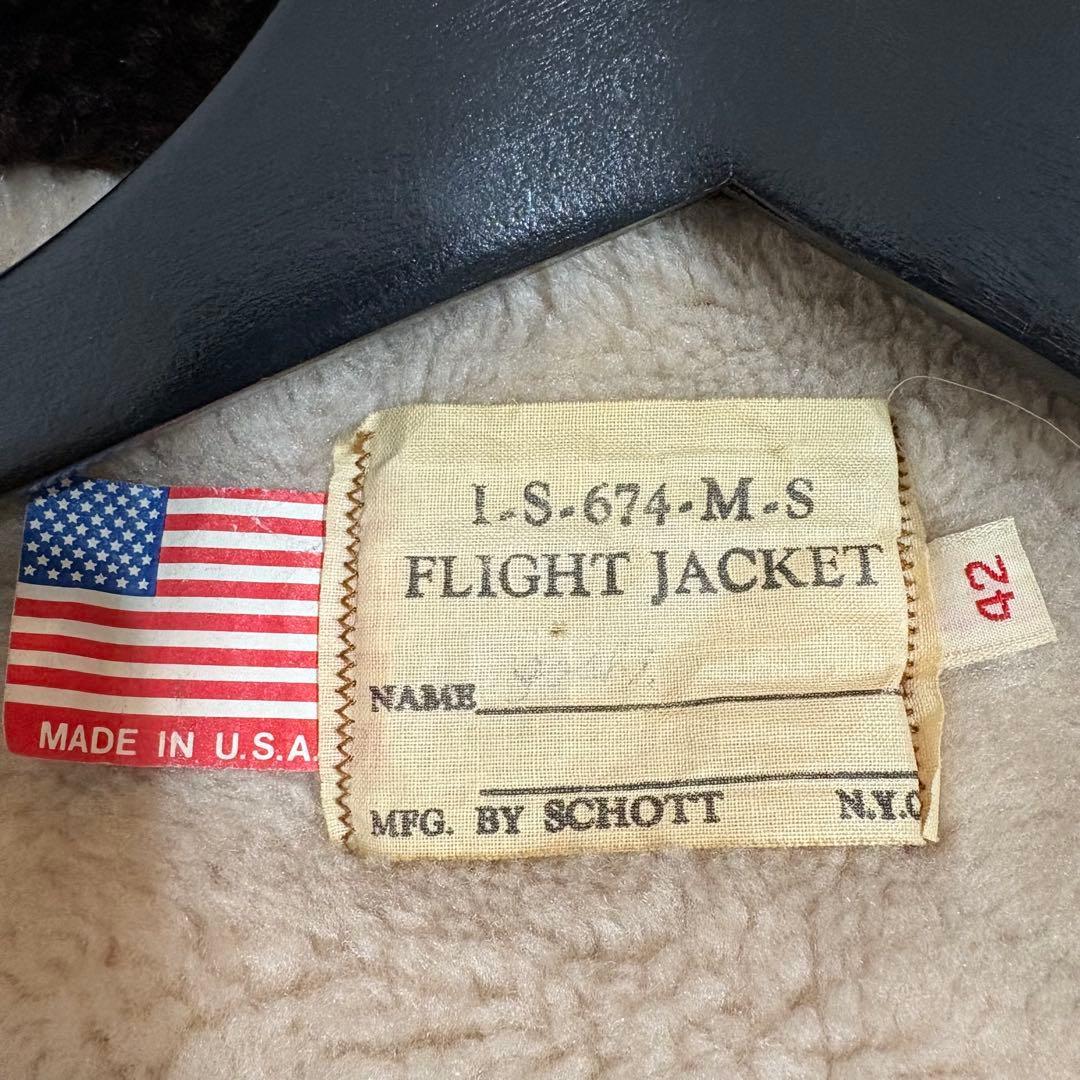 I-S-674-M-S
FLIGHT JACKET
NAME
MFG. BY SCHOTT N.Y.C
MADE IN U.S.A.
42